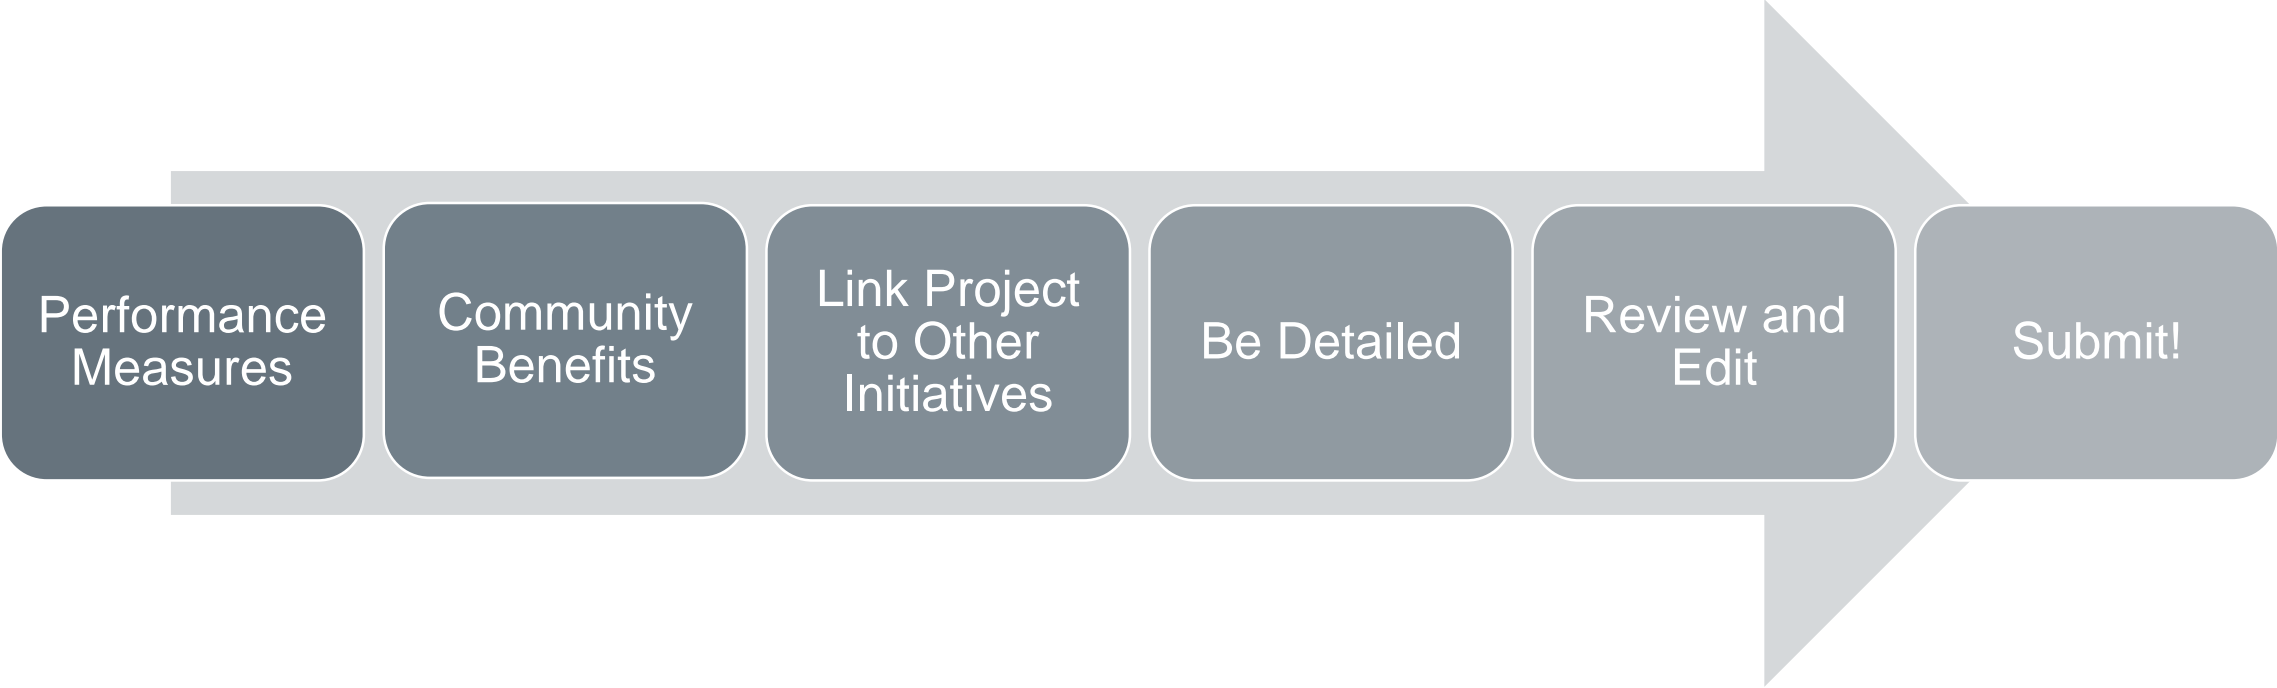 Performance
Measures
Community
Benefits
Link Project
to Other
Initiatives
Be Detailed
Review and
Edit
Submit!